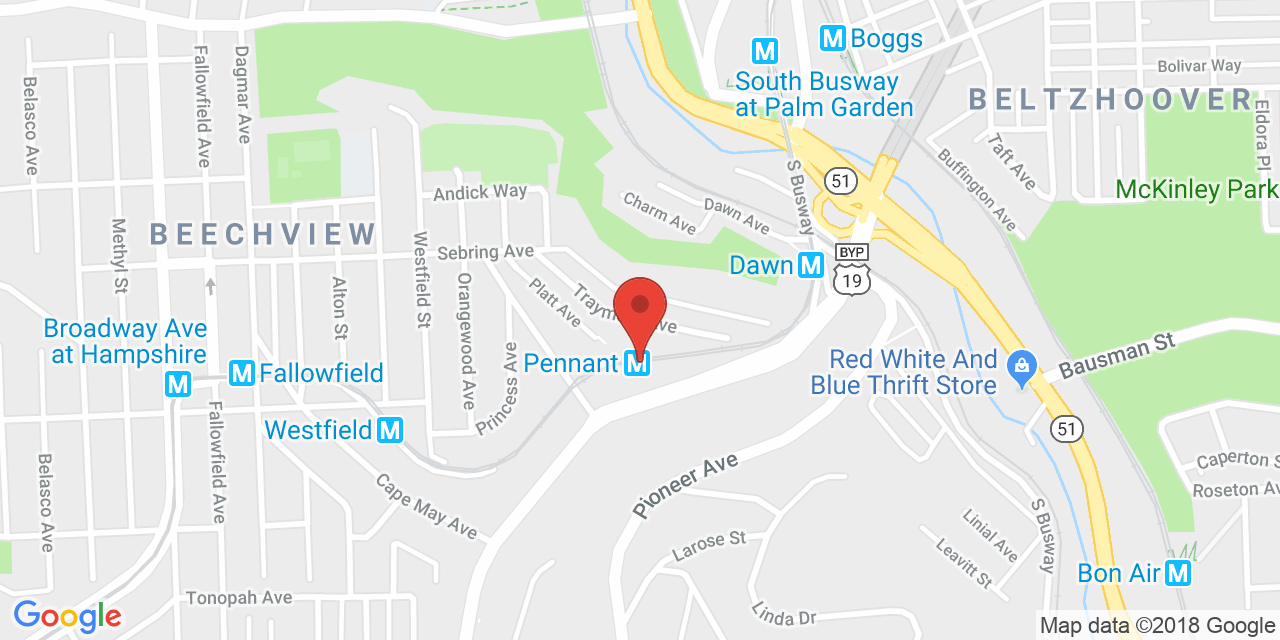 Boggs
South Busway
at Palm Garden
Bolivar Way
BELTZHOOVER
Belasco Ave
Fallowfield Ave
Dagmar Ave
Eldora Pl
Taft Ave
Buffington Ave
McKinley Park
51
S Busway
Andick Way
Charm Ave
Dawn Ave
BEECHVIEW
Methyl St
Sebring Ave
Westfield St
Dawn
BYP
19
Alton St
Orangewood Ave
Platt Ave
Broadway Ave
at Hampshire
Fallowfield
Pennant
Princess Ave
Red White And
Blue Thrift Store
Bausman St
Westfield
51
Fallowfield Ave
Belasco Ave
Cape May Ave
Pioneer Ave
Caperton
Roseton
Larose St
Linial Ave
Leavitt St
S Busway
Bon Air
Tonopah Ave
Linda Dr
Google
Map data ©2018 Google